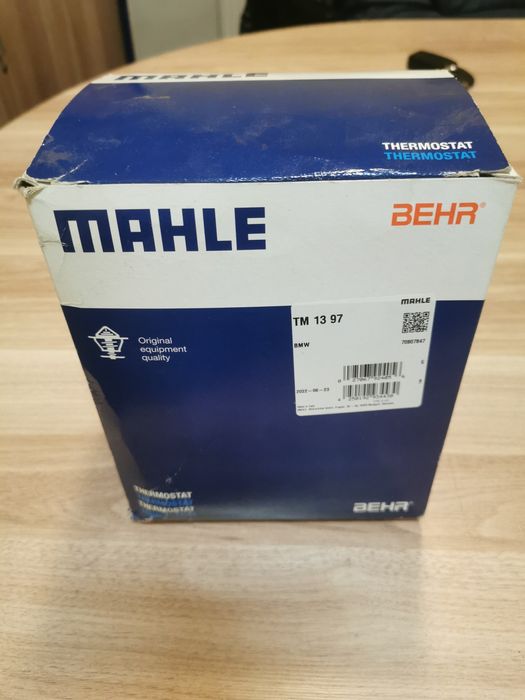 MAHLE
THERMOSTAT
THERMOSTAT
MAHLE
BEHR®
MAHLE
TM 13 97
BMW
70807847
Original
equipment
quality
2022-06-23
THERMOSTAT
THERMOSTAT
THERMOSTAT
BEHR